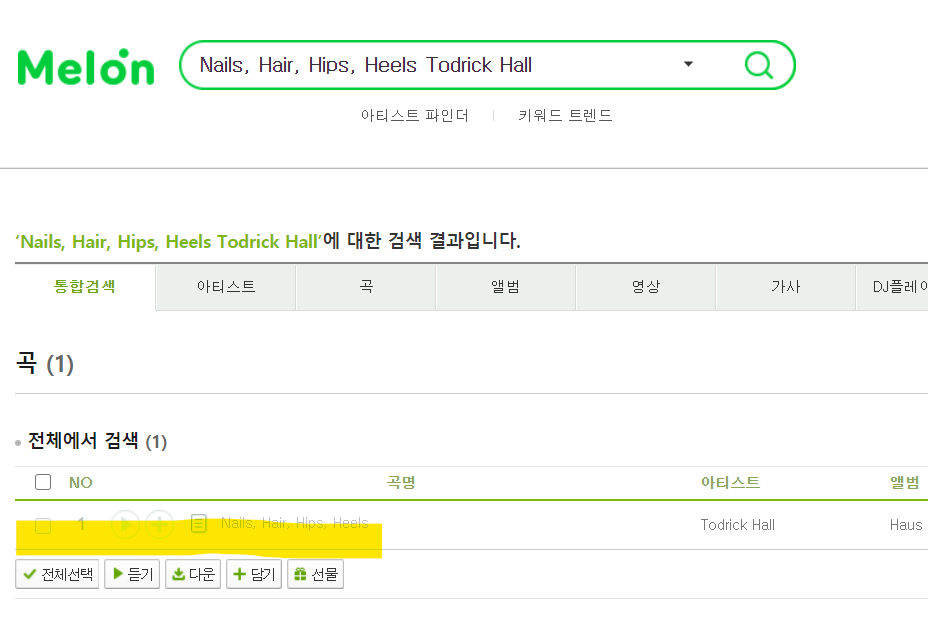 Melon
Nails, Hair, Hips, Heels Todrick Hall
아티스트 파인더 키워드 트렌드
'Nails, Hair, Hips, Heels Todrick Hall'에 대한 검색 결과입니다.
통합검색 아티스트 곡 앨범 영상 가사 DJ플레이
곡 (1)
전체에서 검색 (1)
NO 곡명 아티스트 앨범
1 Nails, Hair, Hips, Heels Todrick Hall Haus
전체선택 듣기 다운 담기 선물